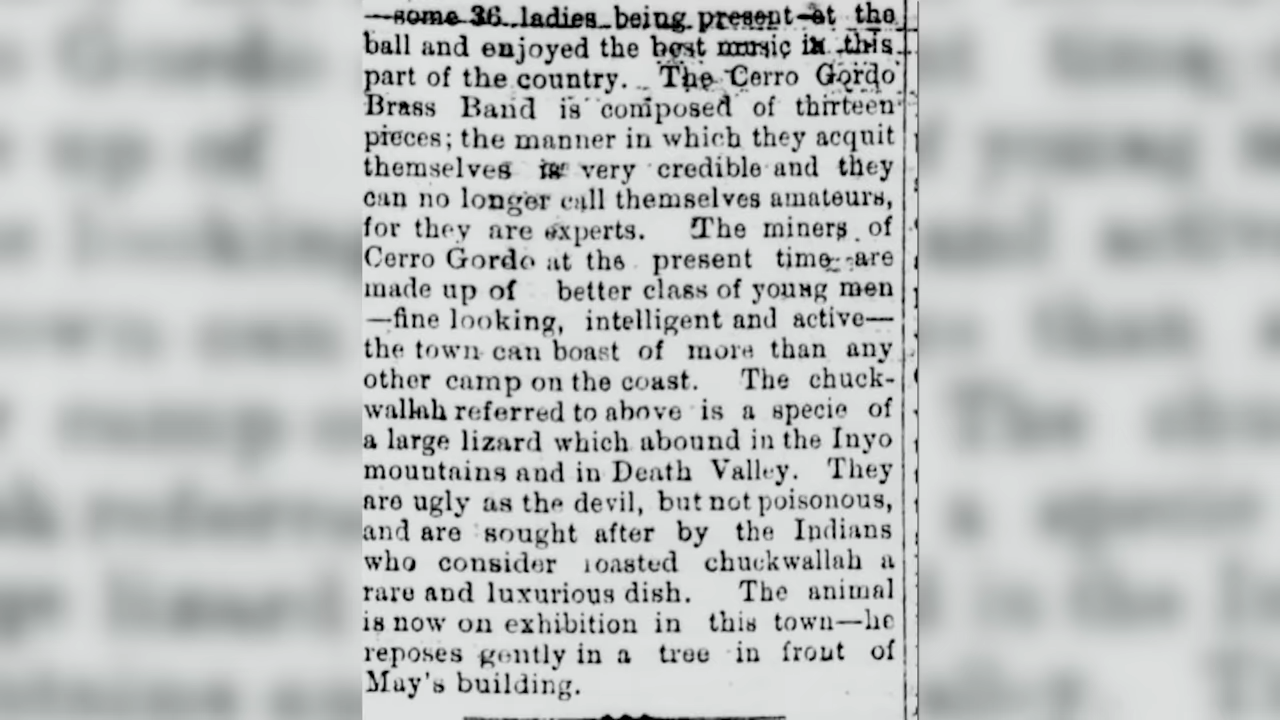 —some 36 ladies being present at the
ball and enjoyed the best music in this
part of the country. The Cerro Gordo
Brass Band is composed of thirteen
pieces; the manner in which they acquit
themselves is very credible and they
can no longer call themselves amateurs,
for they are experts. The miners of
Cerro Gordo at the present time are
made up of better class of young men
—fine looking, intelligent and active—
the town can boast of more than any
other camp on the coast. The chuck-
wallah referred to above is a specie of
a large lizard which abound in the Inyo
mountains and in Death Valley. They
are ugly as the devil, but not poisonous,
and are sought after by the Indians
who consider roasted chuckwallah a
rare and luxurious dish. The animal
is now on exhibition in this town—he
reposes gently in a tree in front of
May's building.